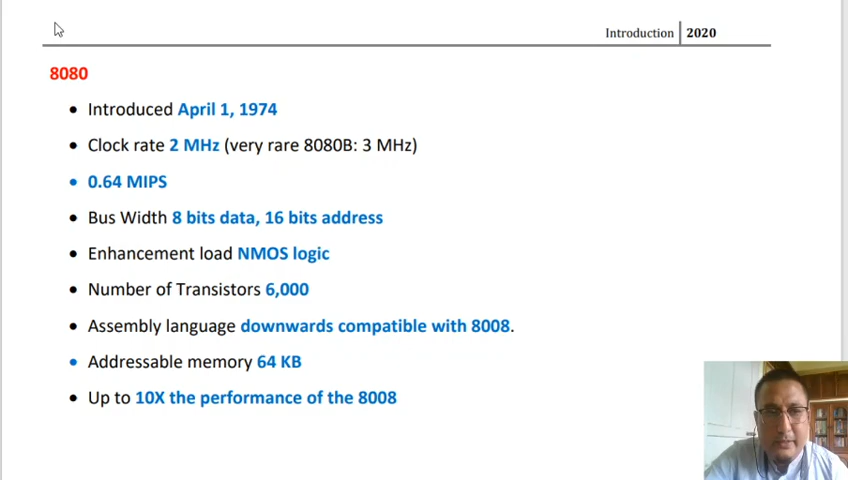 Introduction 2020
8080
• Introduced April 1, 1974
• Clock rate 2 MHz (very rare 8080B: 3 MHz)
• 0.64 MIPS
• Bus Width 8 bits data, 16 bits address
• Enhancement load NMOS logic
• Number of Transistors 6,000
• Assembly language downwards compatible with 8008.
• Addressable memory 64 KB
• Up to 10X the performance of the 8008